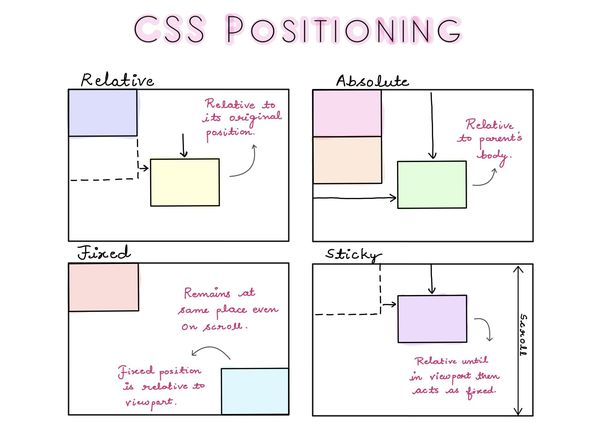 CSS POSITIONING
Relative
Relative to
its original
position.
Absolute
Relative
to parent's
body.
Fixed
Remains at
same place even
on scroll.
Fixed position
is relative to
viewport.
Sticky
Scroll
Relative until
in viewport then
acts as fixed.